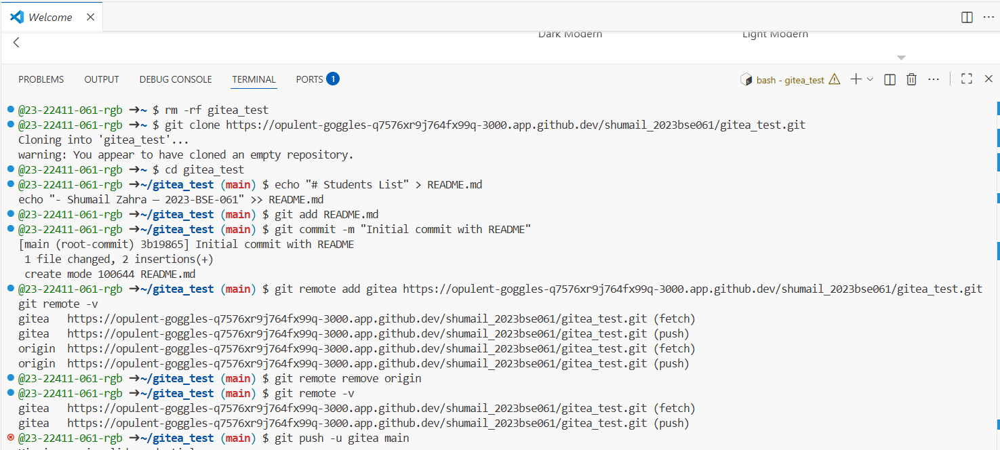 Welcome
Dark Modern Light Modern
PROBLEMS OUTPUT DEBUG CONSOLE TERMINAL PORTS 1 bash - gitea_test
@23-22411-061-rgb ➜~ $ rm -rf gitea_test
@23-22411-061-rgb ➜~ $ git clone https://opulent-goggles-q7576xr9j764fx99q-3000.app.github.dev/shumail_2023bse061/gitea_test.git
Cloning into 'gitea_test'...
warning: You appear to have cloned an empty repository.
@23-22411-061-rgb ➜~ $ cd gitea_test
@23-22411-061-rgb ➜~/gitea_test (main) $ echo "# Students List" > README.md
echo "- Shumail Zahra – 2023-BSE-061" >> README.md
@23-22411-061-rgb ➜~/gitea_test (main) $ git add README.md
@23-22411-061-rgb ➜~/gitea_test (main) $ git commit -m "Initial commit with README"
[main (root-commit) 3b19865] Initial commit with README
 1 file changed, 2 insertions(+)
 create mode 100644 README.md
@23-22411-061-rgb ➜~/gitea_test (main) $ git remote add gitea https://opulent-goggles-q7576xr9j764fx99q-3000.app.github.dev/shumail_2023bse061/gitea_test.git
git remote -v
gitea   https://opulent-goggles-q7576xr9j764fx99q-3000.app.github.dev/shumail_2023bse061/gitea_test.git (fetch)
gitea   https://opulent-goggles-q7576xr9j764fx99q-3000.app.github.dev/shumail_2023bse061/gitea_test.git (push)
origin  https://opulent-goggles-q7576xr9j764fx99q-3000.app.github.dev/shumail_2023bse061/gitea_test.git (fetch)
origin  https://opulent-goggles-q7576xr9j764fx99q-3000.app.github.dev/shumail_2023bse061/gitea_test.git (push)
@23-22411-061-rgb ➜~/gitea_test (main) $ git remote remove origin
@23-22411-061-rgb ➜~/gitea_test (main) $ git remote -v
gitea   https://opulent-goggles-q7576xr9j764fx99q-3000.app.github.dev/shumail_2023bse061/gitea_test.git (fetch)
gitea   https://opulent-goggles-q7576xr9j764fx99q-3000.app.github.dev/shumail_2023bse061/gitea_test.git (push)
@23-22411-061-rgb ➜~/gitea_test (main) $ git push -u gitea main